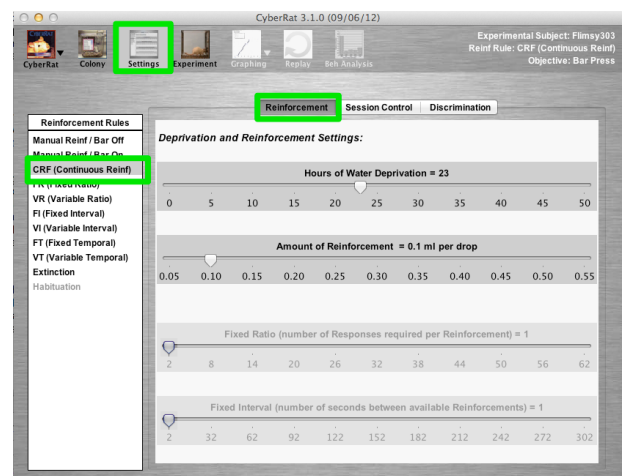 CyberRat 3.1.0 (09/06/12)
CYBERRAT
CyberRat Colony Settings Experiment Graphing Replay Beh Analysis
Experimental Subject: Flimsy303
Reinf Rule: CRF (Continuous Reinf)
Objective: Bar Press
Reinforcement Session Control Discrimination
Reinforcement Rules
Manual Reinf / Bar Off
Manual Reinf / Bar On
CRF (Continuous Reinf)
FR (Fixed Ratio)
VR (Variable Ratio)
FI (Fixed Interval)
VI (Variable Interval)
FT (Fixed Temporal)
VT (Variable Temporal)
Extinction
Habituation
Deprivation and Reinforcement Settings:
Hours of Water Deprivation = 23
0 5 10 15 20 25 30 35 40 45 50
Amount of Reinforcement = 0.1 ml per drop
0.05 0.10 0.15 0.20 0.25 0.30 0.35 0.40 0.45 0.50 0.55
Fixed Ratio (number of Responses required per Reinforcement) = 1
2 8 14 20 26 32 38 44 50 56 62
Fixed Interval (number of seconds between available Reinforcements) = 1
2 32 62 92 122 152 182 212 242 272 302